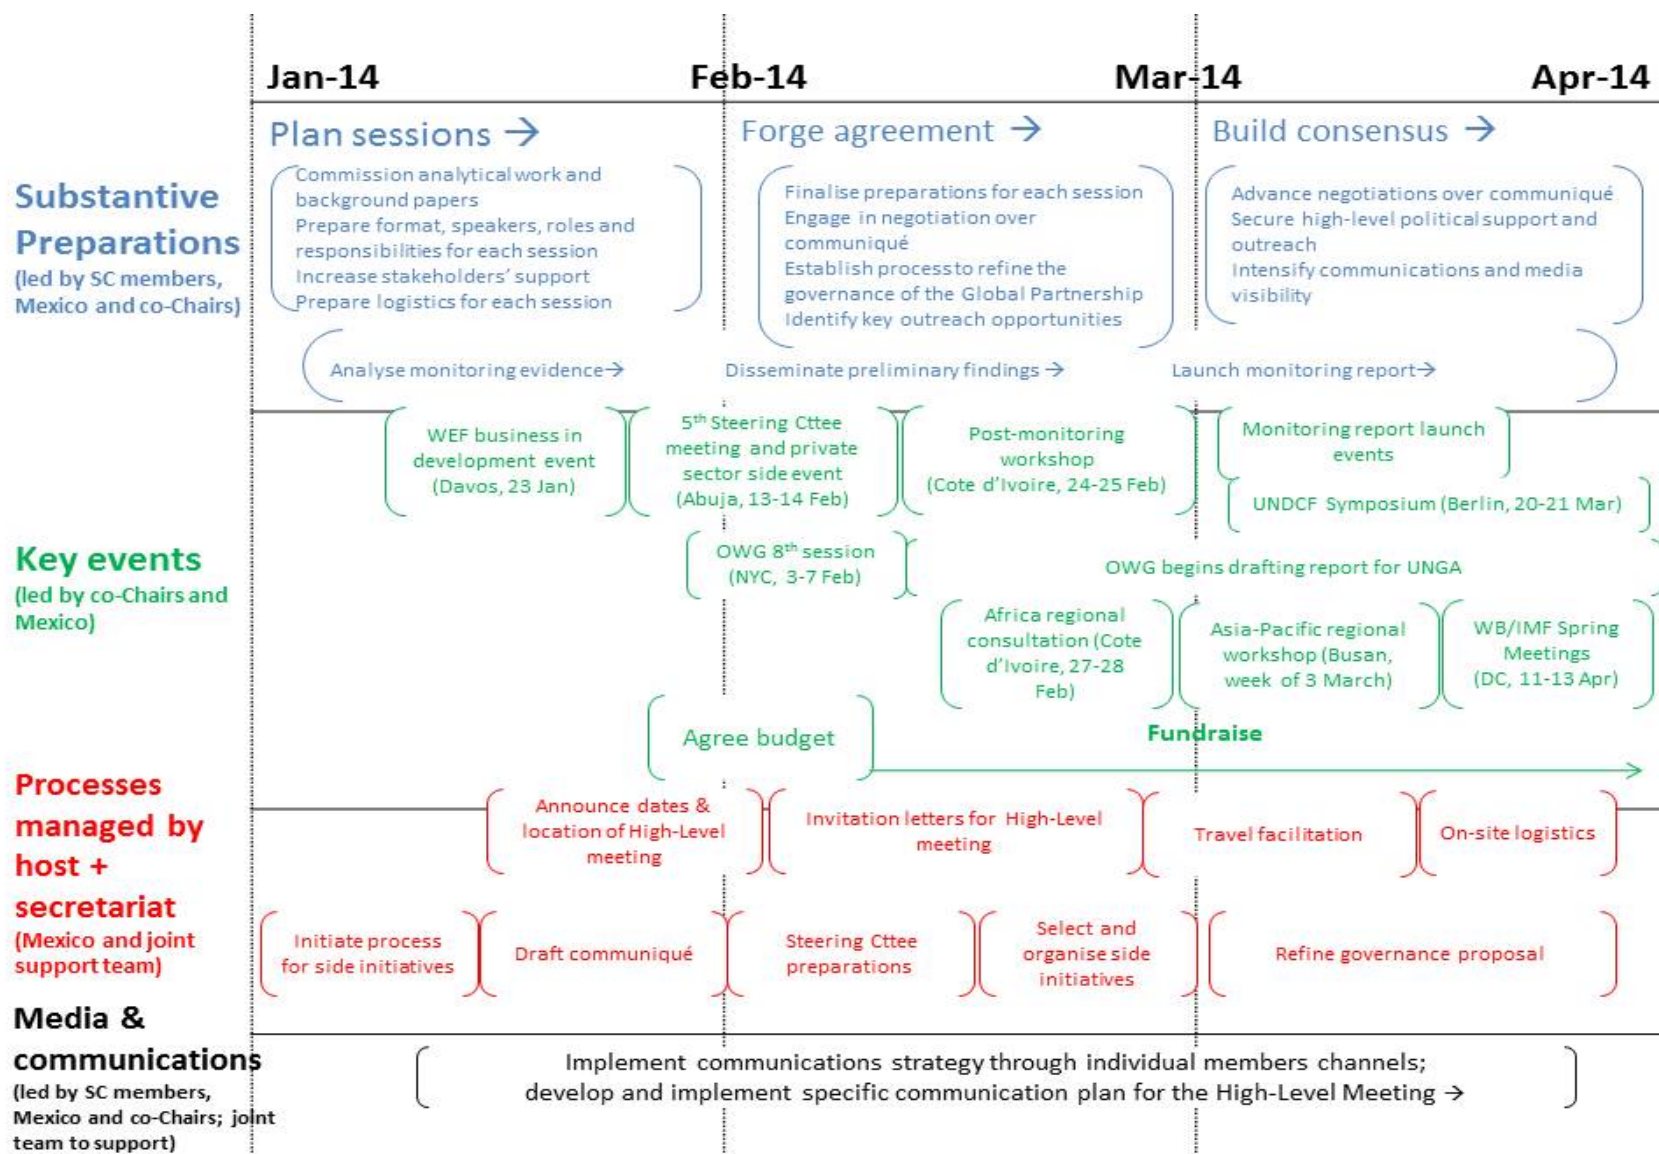 Jan-14
Feb-14
Mar-14
Apr-14
Plan sessions →
Forge agreement →
Build consensus →
Substantive
Preparations
(led by SC members,
Mexico and co-Chairs)
Commission analytical work and
background papers
Prepare format, speakers, roles and
responsibilities for each session
Increase stakeholders’ support
Prepare logistics for each session
Finalise preparations for each session
Engage in negotiation over
communiqué
Establish process to refine the
governance of the Global Partnership
Identify key outreach opportunities
Advance negotiations over communiqué
Secure high-level political support and
outreach
Intensify communications and media
visibility
Analyse monitoring evidence→
Disseminate preliminary findings →
Launch monitoring report→
Key events
(led by co-Chairs and
Mexico)
WEF business in
development event
(Davos, 23 Jan)
5th Steering Cttee
meeting and private
sector side event
(Abuja, 13-14 Feb)
Post-monitoring
workshop
(Cote d’Ivoire, 24-25 Feb)
Monitoring report launch
events
UNDCF Symposium (Berlin, 20-21 Mar)
OWG 8th session
(NYC, 3-7 Feb)
OWG begins drafting report for UNGA
Africa regional
consultation (Cote
d’Ivoire, 27-28
Feb)
Asia-Pacific regional
workshop (Busan,
week of 3 March)
WB/IMF Spring
Meetings
(DC, 11-13 Apr)
Agree budget
Fundraise
Processes
managed by
host +
secretariat
(Mexico and joint
support team)
Announce dates &
location of High-Level
meeting
Invitation letters for High-Level
meeting
Travel facilitation
On-site logistics
Initiate process
for side initiatives
Draft communiqué
Steering Cttee
preparations
Select and
organise side
initiatives
Refine governance proposal
Media &
communications
(led by SC members,
Mexico and co-Chairs; joint
team to support)
Implement communications strategy through individual members channels;
develop and implement specific communication plan for the High-Level Meeting →